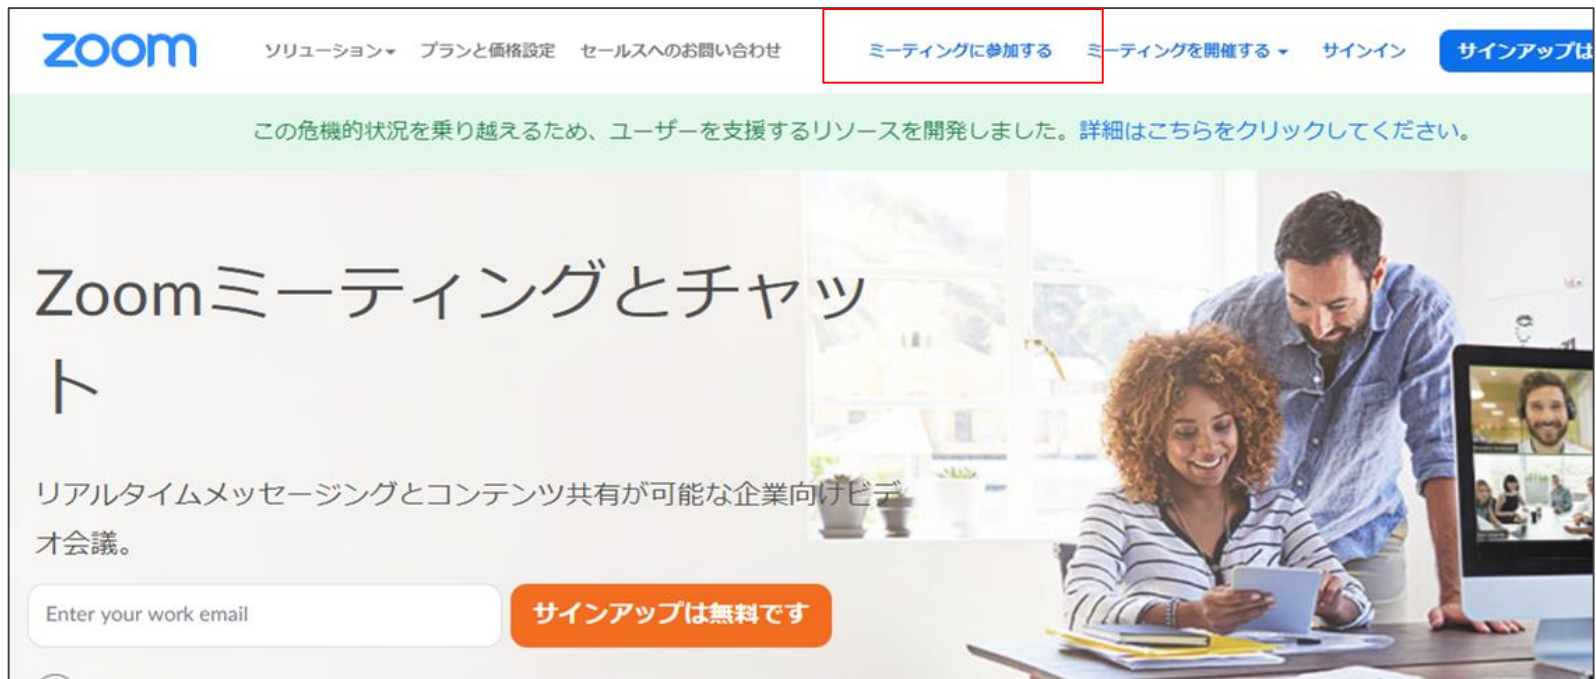 zoom ソリューション プランと価格設定 セールスへのお問い合わせ ミーティングに参加する ミーティングを開催する サインイン サインアップは
この危機的状況を乗り越えるため、ユーザーを支援するリソースを開発しました。詳細はこちらをクリックしてください。
Zoomミーティングとチャッ
ト
リアルタイムメッセージングとコンテンツ共有が可能な企業向けビデ
オ会議。
Enter your work email サインアップは無料です